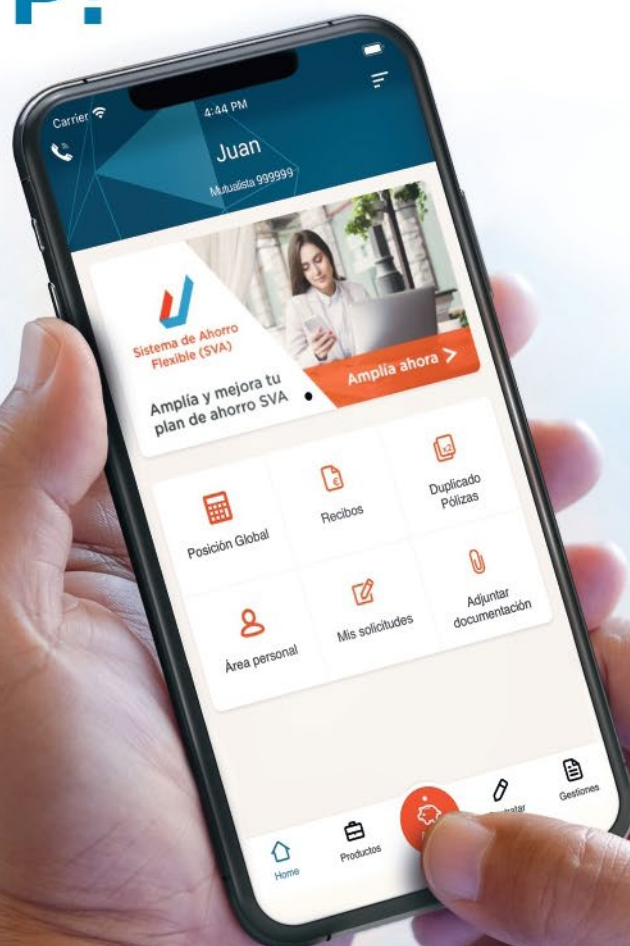 P.
Carrier
4:44 PM
Juan
Mutualista 999999
Sistema de Ahorro
Flexible (SVA)
Amplía y mejora tu
plan de ahorro SVA
Amplía ahora >
Posición Global
Recibos
Duplicado
Pólizas
x2
€
Área personal
Mis solicitudes
Adjuntar
documentación
Home
Productos
Gestiones